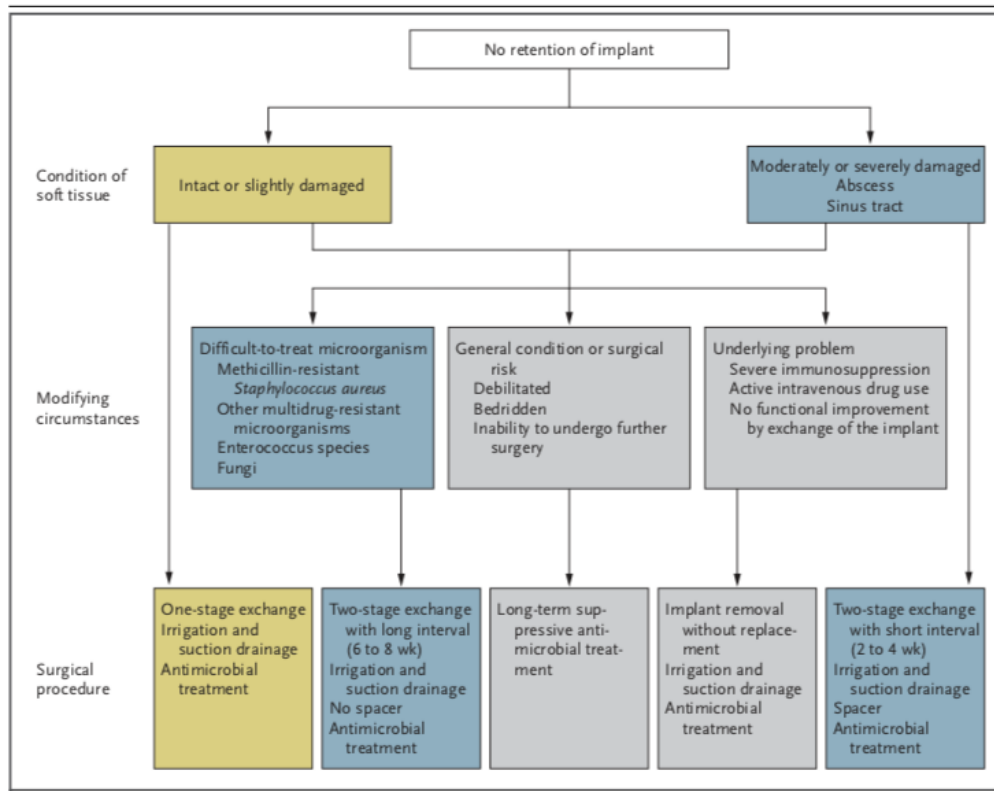 No retention of implant
Condition of
soft tissue
Intact or slightly damaged
Moderately or severely damaged
Abscess
Sinus tract
Modifying
circumstances
Difficult-to-treat microorganism
Methicillin-resistant
Staphylococcus aureus
Other multidrug-resistant
microorganisms
Enterococcus species
Fungi
General condition or surgical
risk
Debilitated
Bedridden
Inability to undergo further
surgery
Underlying problem
Severe immunosuppression
Active intravenous drug use
No functional improvement
by exchange of the implant
Surgical
procedure
One-stage exchange
Irrigation and
suction drainage
Antimicrobial
treatment
Two-stage exchange
with long interval
(6 to 8 wk)
Irrigation and
suction drainage
No spacer
Antimicrobial
treatment
Long-term sup-
pressive anti-
microbial treat-
ment
Implant removal
without replace-
ment
Irrigation and
suction drainage
Antimicrobial
treatment
Two-stage exchange
with short interval
(2 to 4 wk)
Irrigation and
suction drainage
Spacer
Antimicrobial
treatment